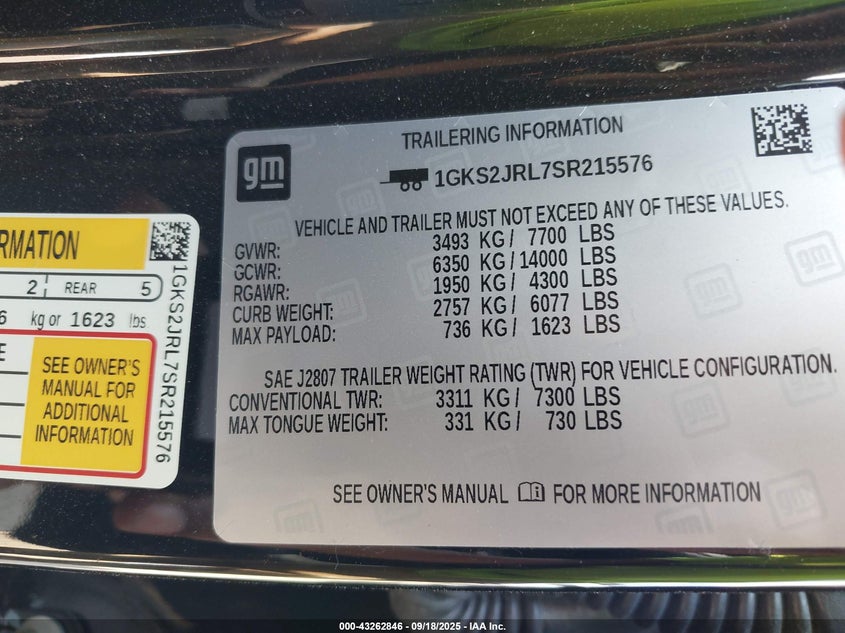 RMATION
2 REAR 5
6 kg or 1623 lbs
E
SEE OWNER'S
MANUAL FOR
ADDITIONAL
INFORMATION
1GKS2JRL7SR215576
gm
TRAILERING INFORMATION
1GKS2JRL7SR215576
VEHICLE AND TRAILER MUST NOT EXCEED ANY OF THESE VALUES.
GVWR: 3493 KG / 7700 LBS
GCWR: 6350 KG / 14000 LBS
RGAWR: 1950 KG / 4300 LBS
CURB WEIGHT: 2757 KG / 6077 LBS
MAX PAYLOAD: 736 KG / 1623 LBS
SAE J2807 TRAILER WEIGHT RATING (TWR) FOR VEHICLE CONFIGURATION.
CONVENTIONAL TWR: 3311 KG / 7300 LBS
MAX TONGUE WEIGHT: 331 KG / 730 LBS
SEE OWNER'S MANUAL FOR MORE INFORMATION
000-43262846 - 09/18/2025 - IAA Inc.